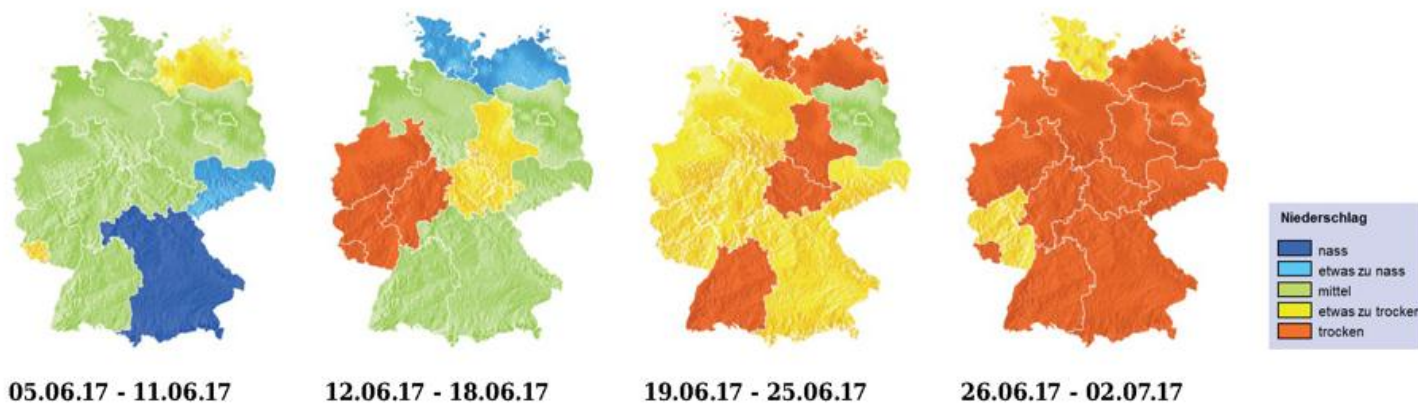 Niederschlag
nass
etwas zu nass
mittel
etwas zu trocken
trocken
05.06.17 - 11.06.17
12.06.17 - 18.06.17
19.06.17 - 25.06.17
26.06.17 - 02.07.17